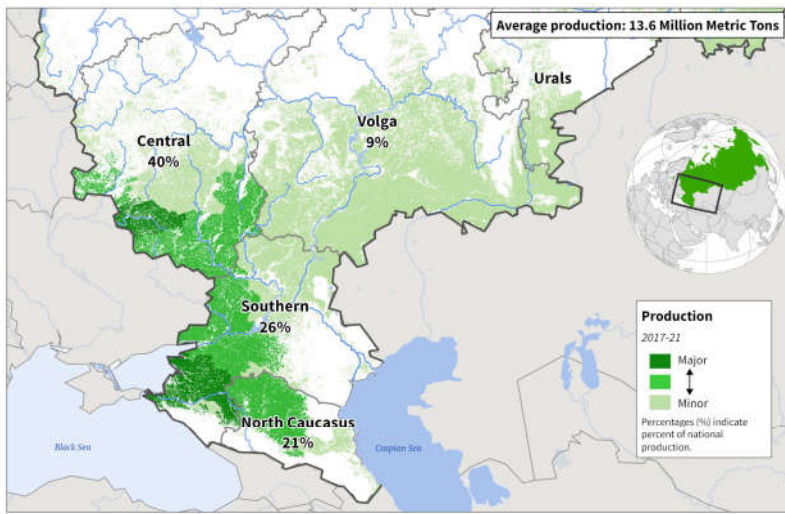 Average production: 13.6 Million Metric Tons
Urals
Volga
9%
Central
40%
Southern
26%
North Caucasus
21%
Black Sea
Caspian Sea
Production
2017-21
Major
Minor
Percentages (%) indicate
percent of national
production.